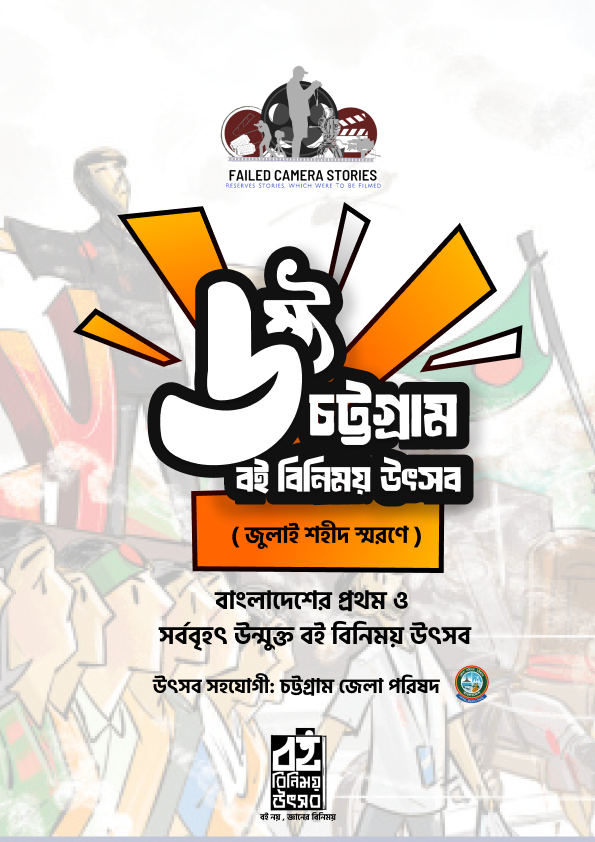 FAILED CAMERA STORIES
RESERVES STORIES, WHICH WERE TO BE FILMED
৬ষ্ঠ
চট্টগ্রাম
বই বিনিময় উৎসব
( জুলাই শহীদ স্মরণে )
বাংলাদেশের প্রথম ও
সর্ববৃহৎ উন্মুক্ত বই বিনিময় উৎসব
উৎসব সহযোগী: চট্টগ্রাম জেলা পরিষদ
বই
বিনিময়
উৎসব
বই নয় , জ্ঞানের বিনিময়